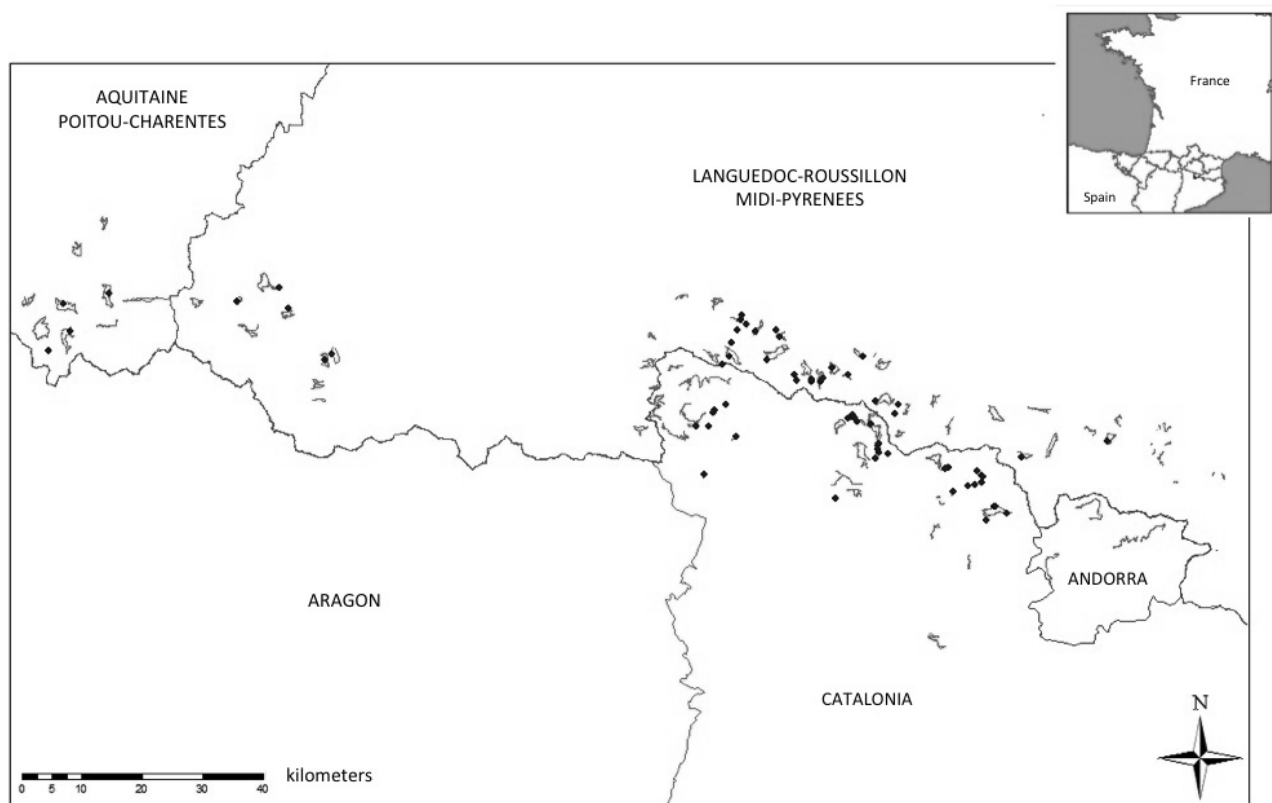 AQUITAINE
POITOU-CHARENTES
LANGUEDOC-ROUSSILLON
MIDI-PYRENEES
France
Spain
ARAGON
ANDORRA
CATALONIA
N
kilometers
0 5 10 20 30 40